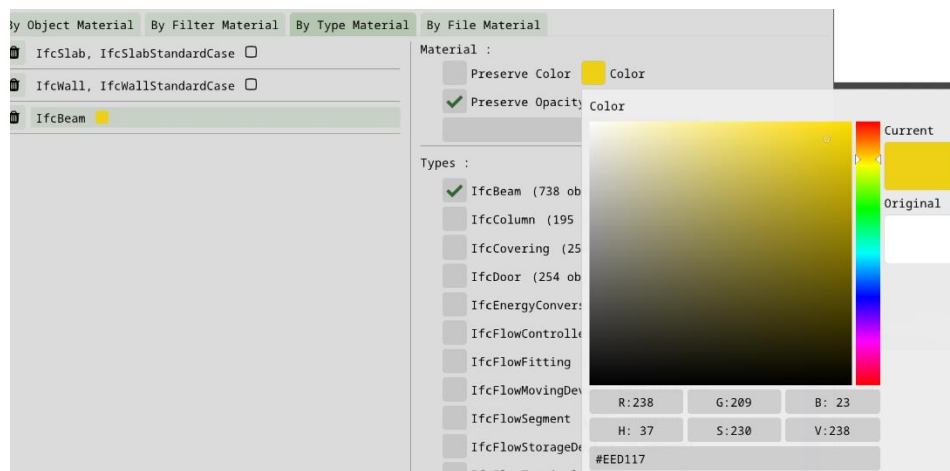 By Object Material By Filter Material By Type Material By File Material
IfcSlab, IfcSlabStandardCase
IfcWall, IfcWallStandardCase
IfcBeam
Material :
Preserve Color Color
Preserve Opacity
Types :
IfcBeam (738 ob
IfcColumn (195
IfcCovering (25
IfcDoor (254 ob
IfcEnergyConvers
IfcFlowControlle
IfcFlowFitting
IfcFlowMovingDev
IfcFlowSegment
IfcFlowStorageDe
Color
Current
Original
R:238 G:209 B: 23
H: 37 S:230 V:238
#EED117